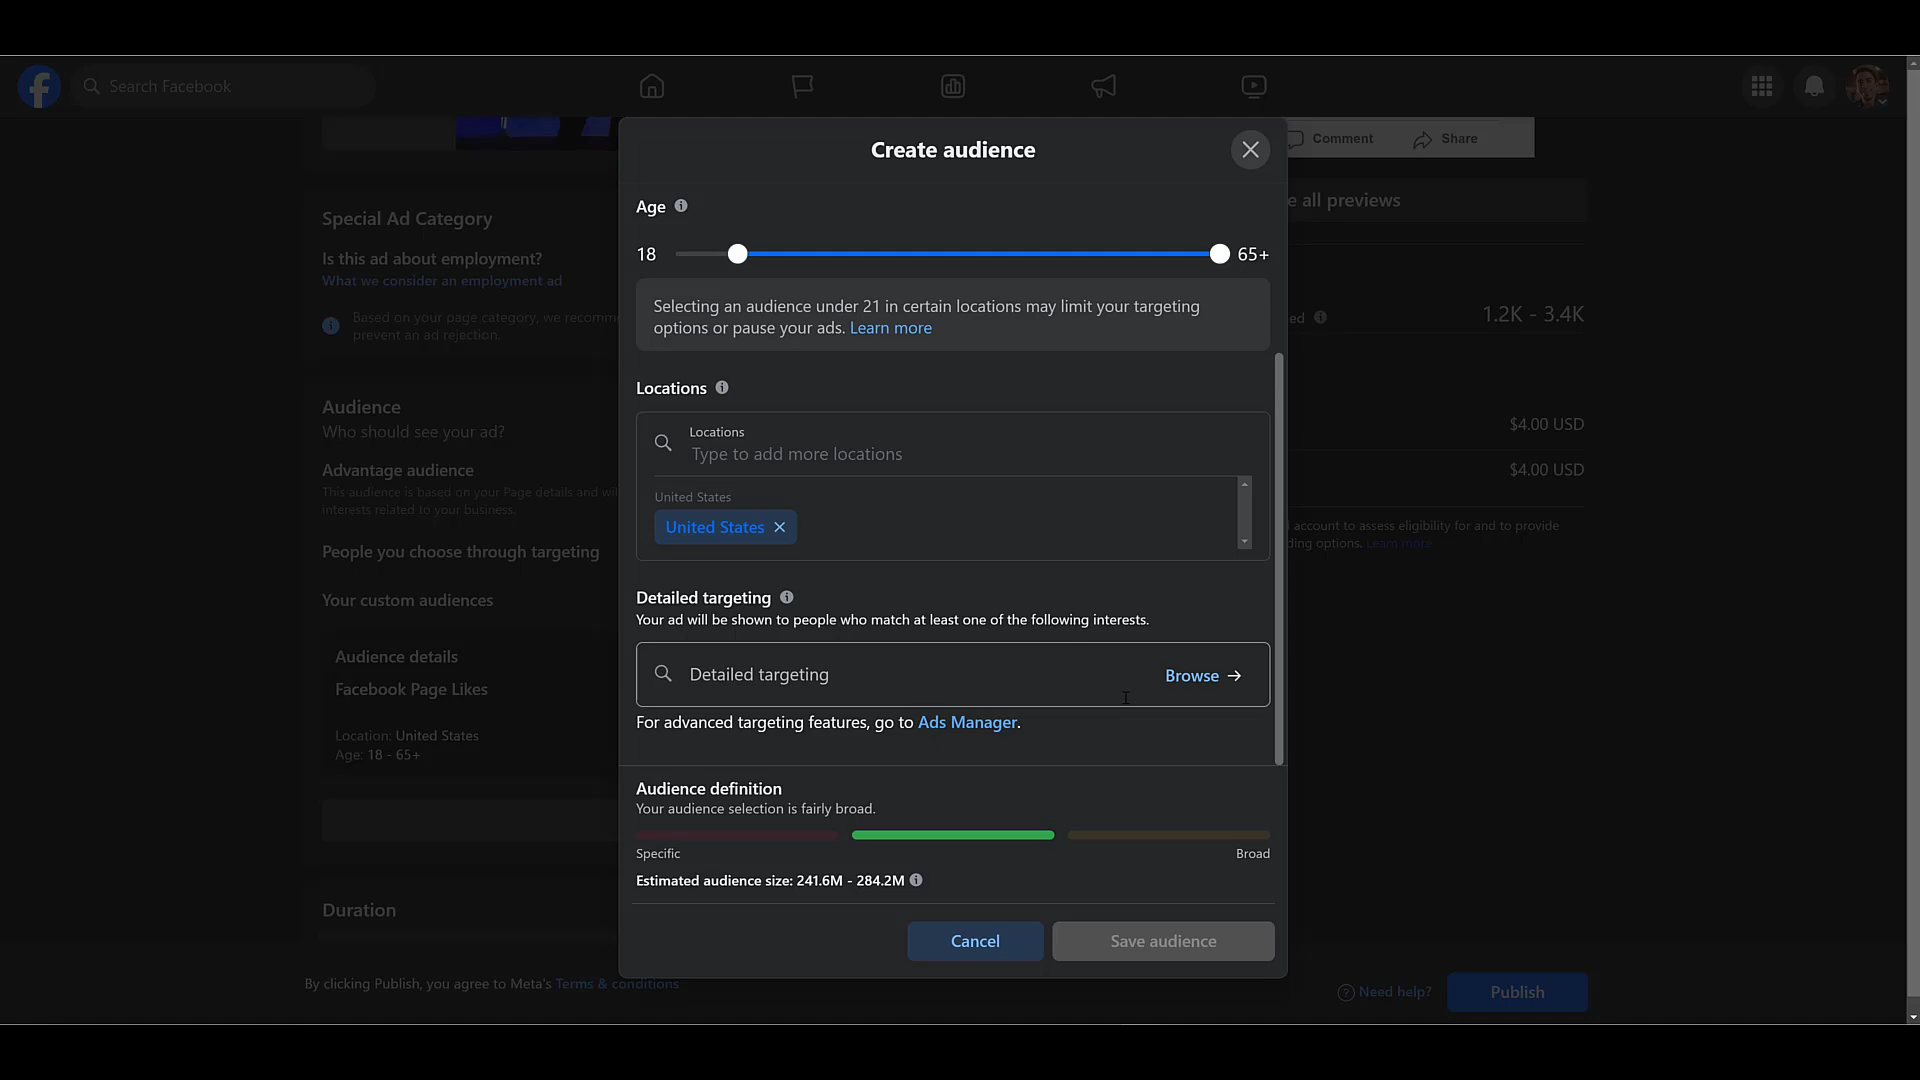 Search Facebook
Comment
Share
Create audience
Age
18
65+
Selecting an audience under 21 in certain locations may limit your targeting
options or pause your ads. Learn more
Locations
Locations
Type to add more locations
United States
United States
Detailed targeting
Your ad will be shown to people who match at least one of the following interests.
Detailed targeting
Browse
For advanced targeting features, go to Ads Manager.
Audience definition
Your audience selection is fairly broad.
Specific
Broad
Estimated audience size: 241.6M - 284.2M
Cancel
Save audience
Special Ad Category
Is this ad about employment?
What we consider an employment ad
Based on your page category, we recomm
prevent an ad rejection.
Audience
Who should see your ad?
Advantage audience
This audience is based on your Page details and wil
interests related to your business.
People you choose through targeting
Your custom audiences
Audience details
Facebook Page Likes
Location: United States
Age: 18 - 65+
Duration
By clicking Publish, you agree to Meta's Terms & conditions
e all previews
ed
1.2K - 3.4K
$4.00 USD
$4.00 USD
account to assess eligibility for and to provide
ding options. Learn more
Need help?
Publish